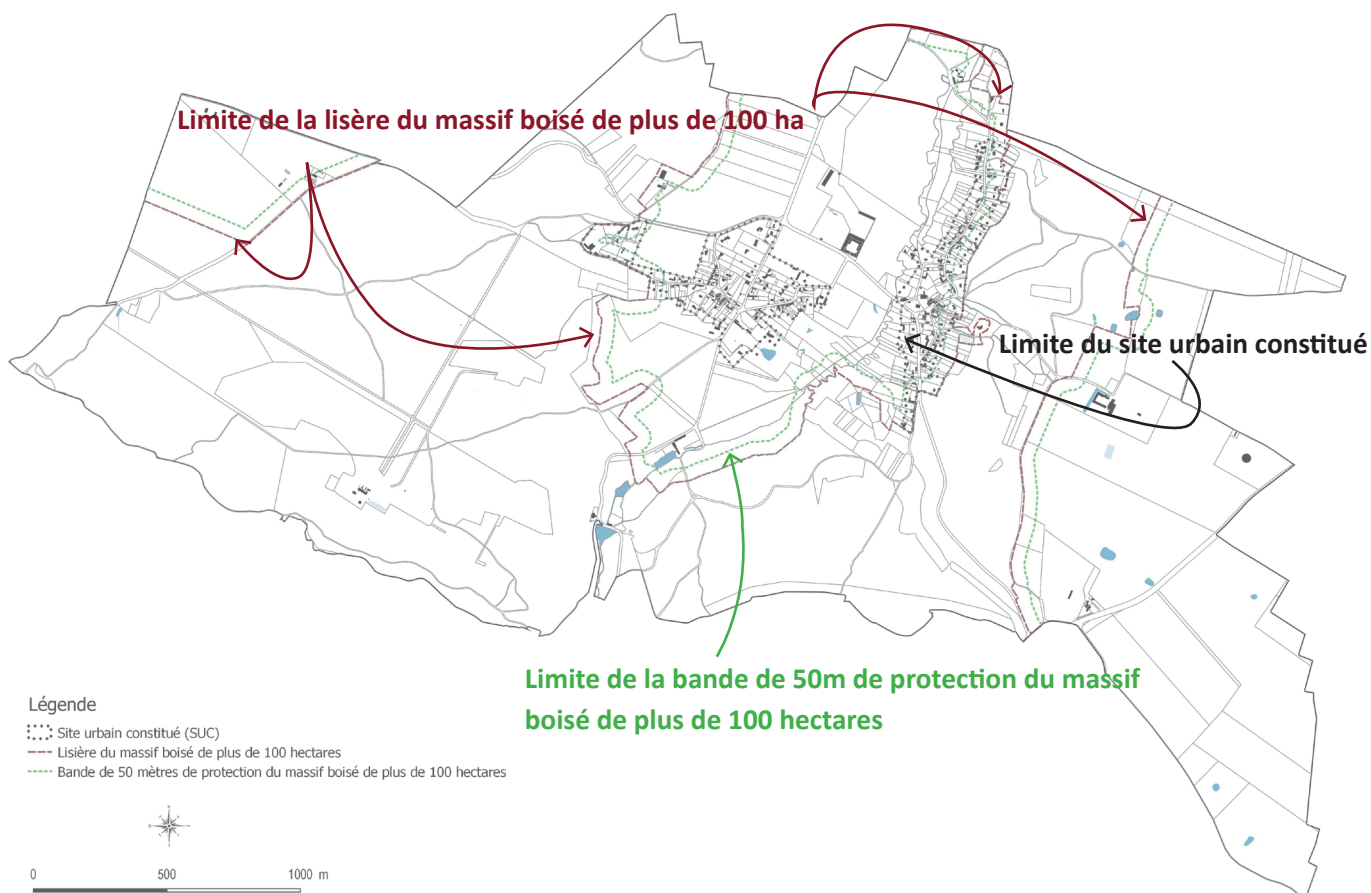 Limite de la lisère du massif boisé de plus de 100 ha
Limite du site urbain constitué
Limite de la bande de 50m de protection du massif
boisé de plus de 100 hectares
Légende
Site urbain constitué (SUC)
Lisière du massif boisé de plus de 100 hectares
Bande de 50 mètres de protection du massif boisé de plus de 100 hectares
0 500 1000 m